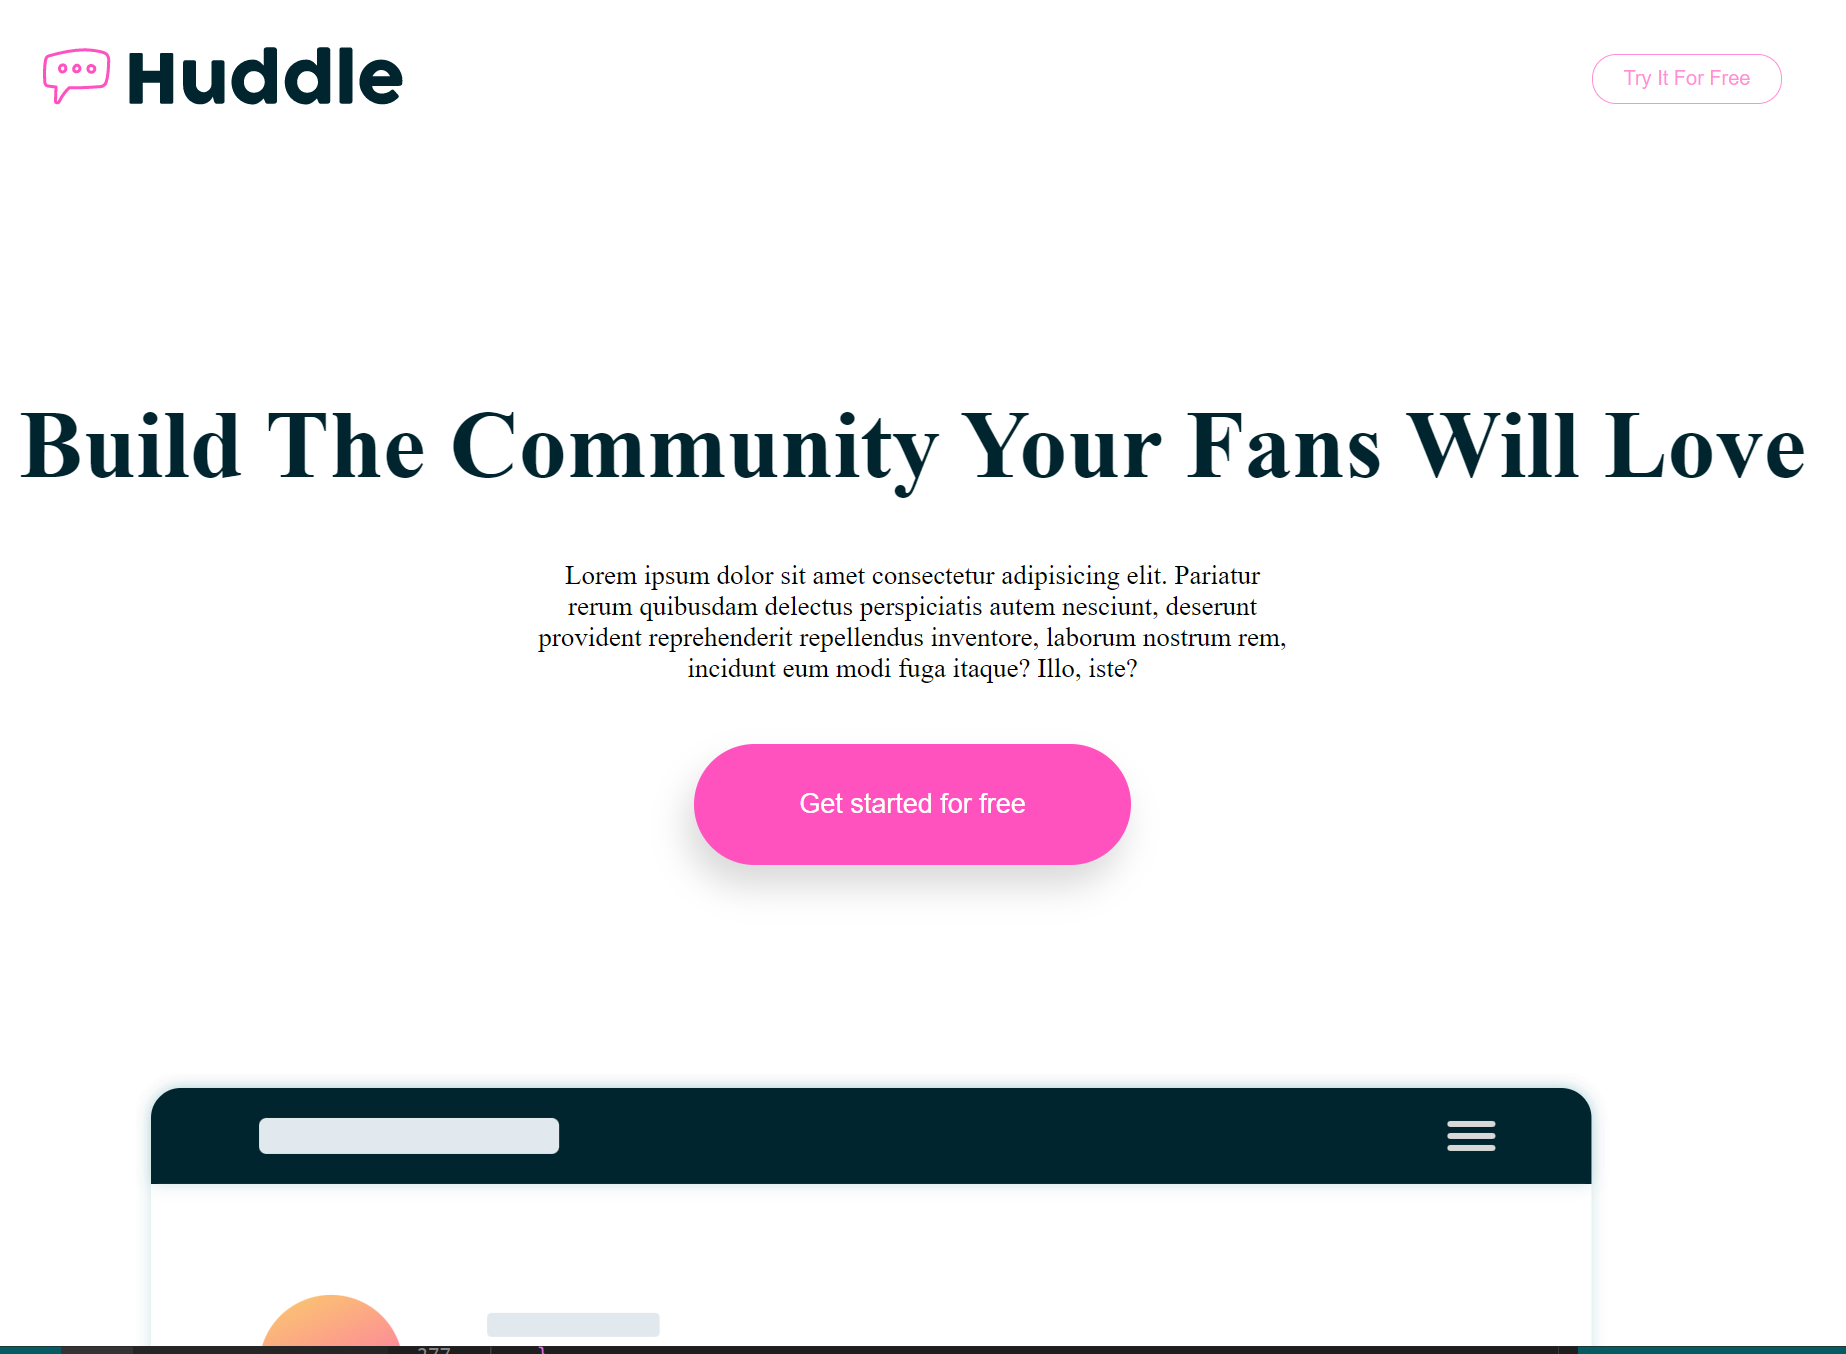 Huddle
Try It For Free
Build The Community Your Fans Will Love
Lorem ipsum dolor sit amet consectetur adipisicing elit. Pariatur
rerum quibusdam delectus perspiciatis autem nesciunt, deserunt
provident reprehenderit repellendus inventore, laborum nostrum rem,
incidunt eum modi fuga itaque? Illo, iste?
Get started for free